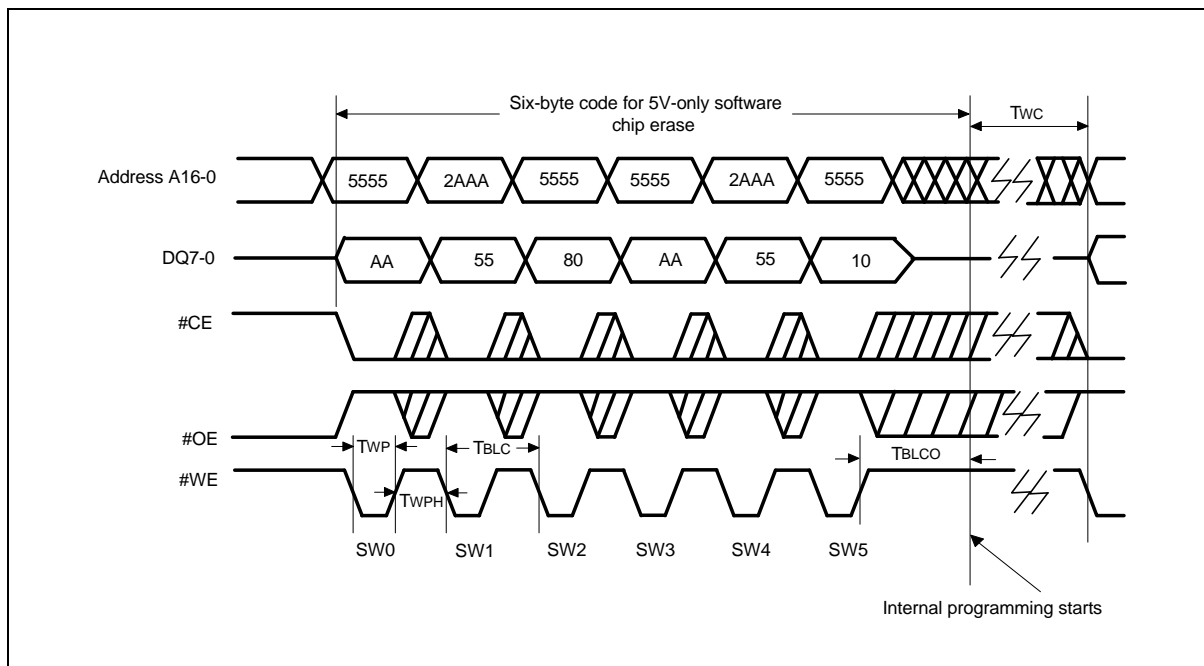 Six-byte code for 5V-only software
chip erase
TWC
Address A16-0
5555
2AAA
5555
5555
2AAA
5555
DQ7-0
AA
55
80
AA
55
10
#CE
#OE
TWP
TBLC
TBLCO
#WE
TWPH
SW0
SW1
SW2
SW3
SW4
SW5
Internal programming starts